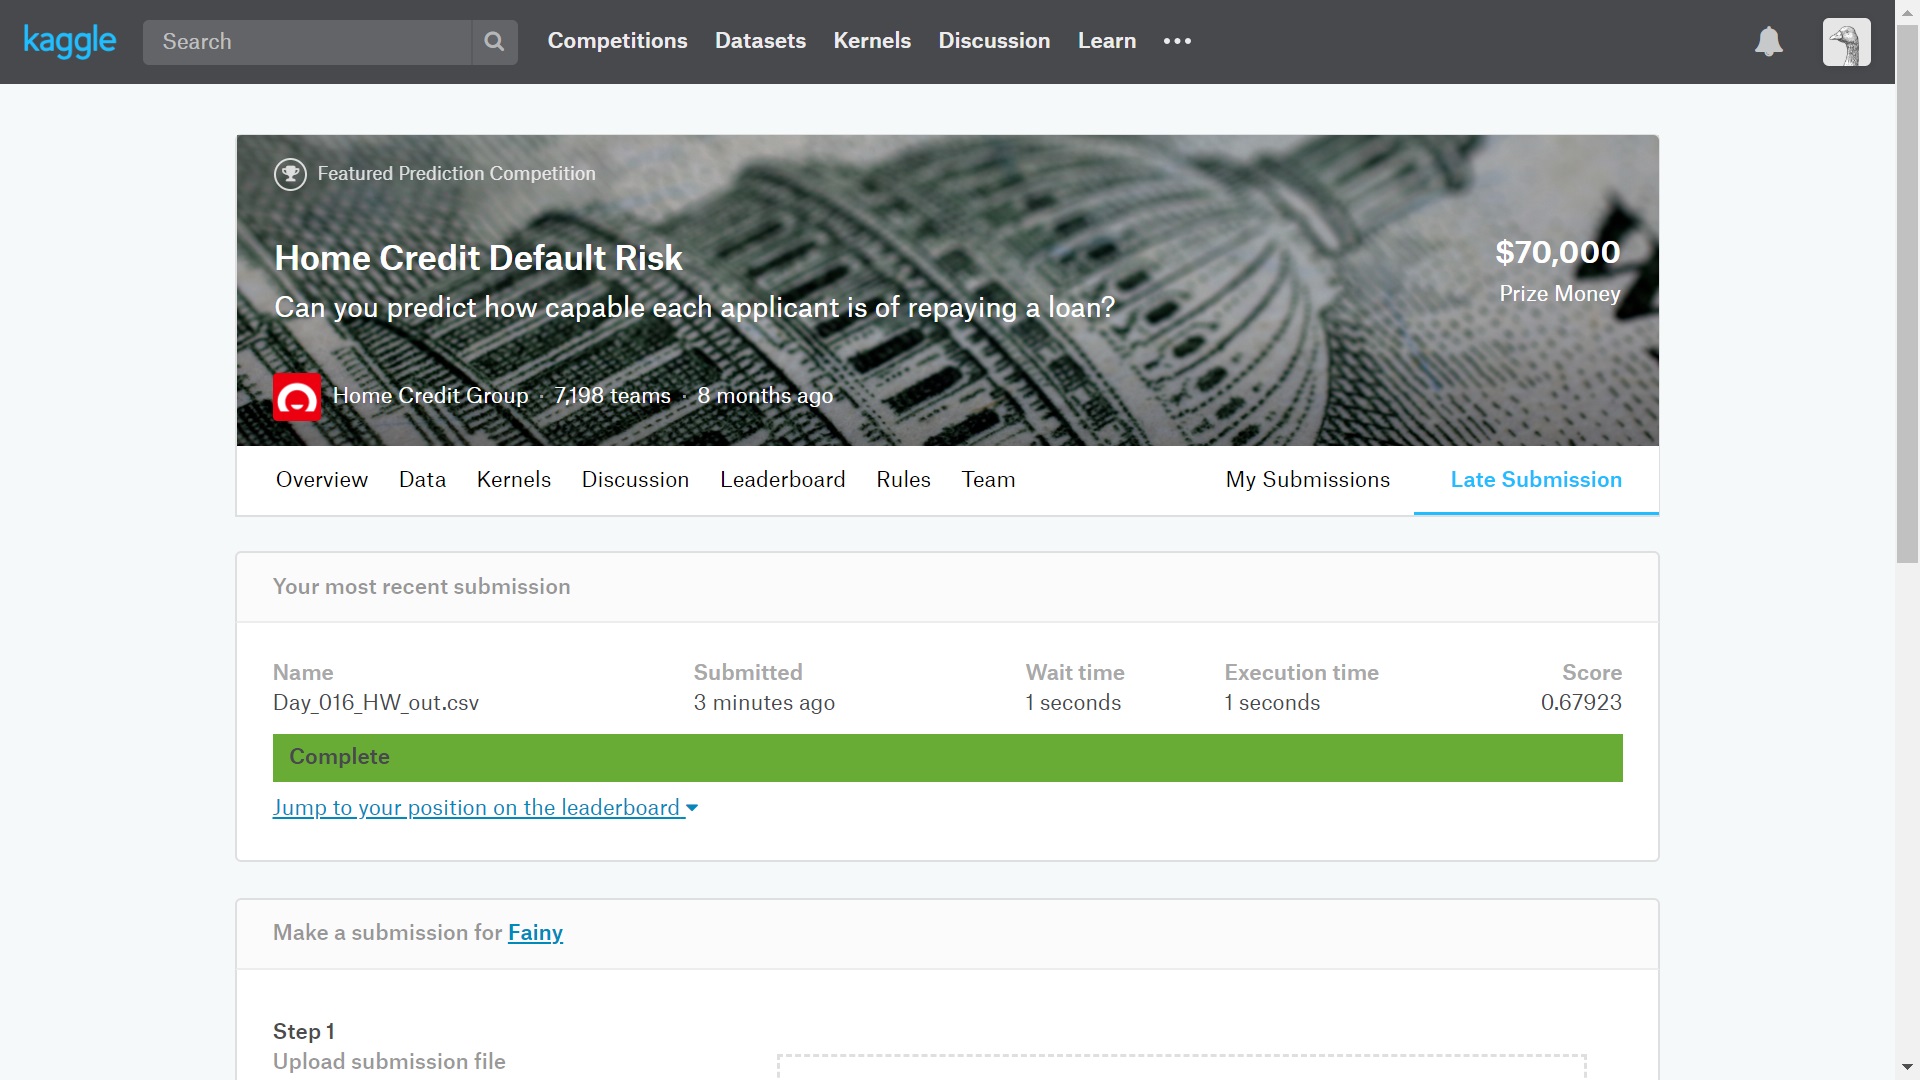 kaggle
Search
Competitions Datasets Kernels Discussion Learn •••
Featured Prediction Competition
Home Credit Default Risk
Can you predict how capable each applicant is of repaying a loan?
$70,000
Prize Money
Home Credit Group · 7,198 teams · 8 months ago
Overview Data Kernels Discussion Leaderboard Rules Team My Submissions Late Submission
Your most recent submission
Name Submitted Wait time Execution time Score
Day_016_HW_out.csv 3 minutes ago 1 seconds 1 seconds 0.67923
Complete
Jump to your position on the leaderboard
Make a submission for Fainy
Step 1
Upload submission file